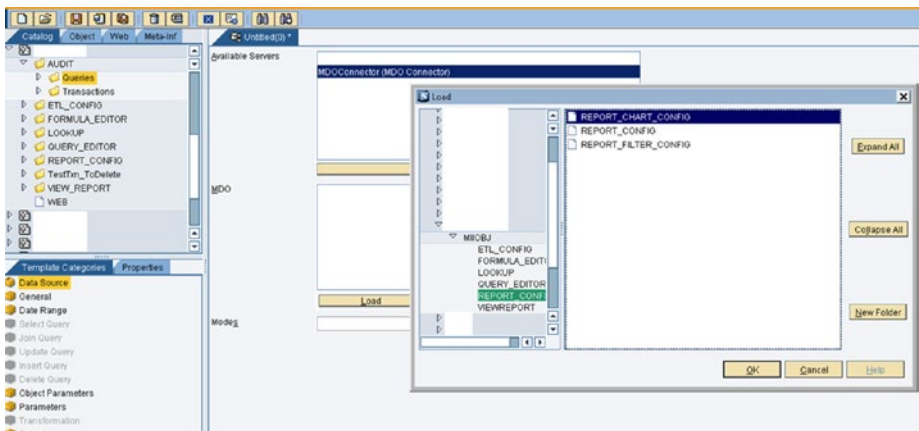 Catalog Object Web Meta-Inf
AUDIT
Queries
Transactions
ETL_CONFIG
FORMULA_EDITOR
LOOKUP
QUERY_EDITOR
REPORT_CONFIG
TestTxn_ToDelete
VIEW_REPORT
WEB
Template Categories Properties
Data Source
General
Date Range
Select Query
Join Query
Update Query
Insert Query
Delete Query
Object Parameters
Parameters
Transformation
Untitled(0) *
Available Servers
MDOConnector (MDO Connector)
MDO
Load
Modes
Load
MIIOBJ
ETL_CONFIG
FORMULA_EDIT
LOOKUP
QUERY_EDITOR
REPORT_CONF
VIEWREPORT
REPORT_CHART_CONFIG
REPORT_CONFIG
REPORT_FILTER_CONFIG
Expand All
Collapse All
New Folder
OK Cancel Help